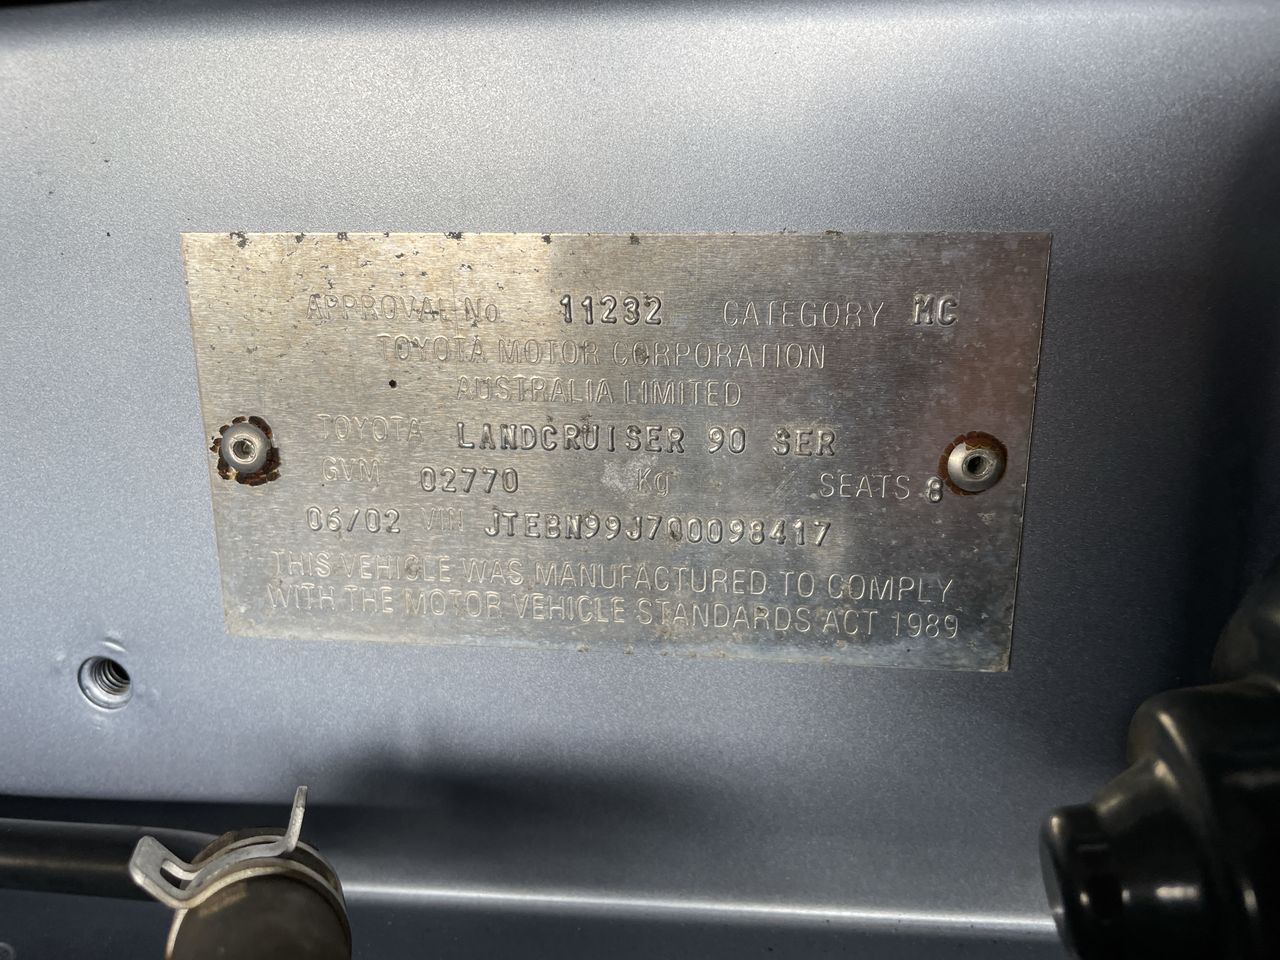 APPROVAL No 11232 CATEGORY MC
TOYOTA MOTOR CORPORATION
AUSTRALIA LIMITED
TOYOTA LANDCRUISER 90 SER
GVM 02770 Kg SEATS 8
06/02 VIN JTEBN99J700098417
THIS VEHICLE WAS MANUFACTURED TO COMPLY
WITH THE MOTOR VEHICLE STANDARDS ACT 1989